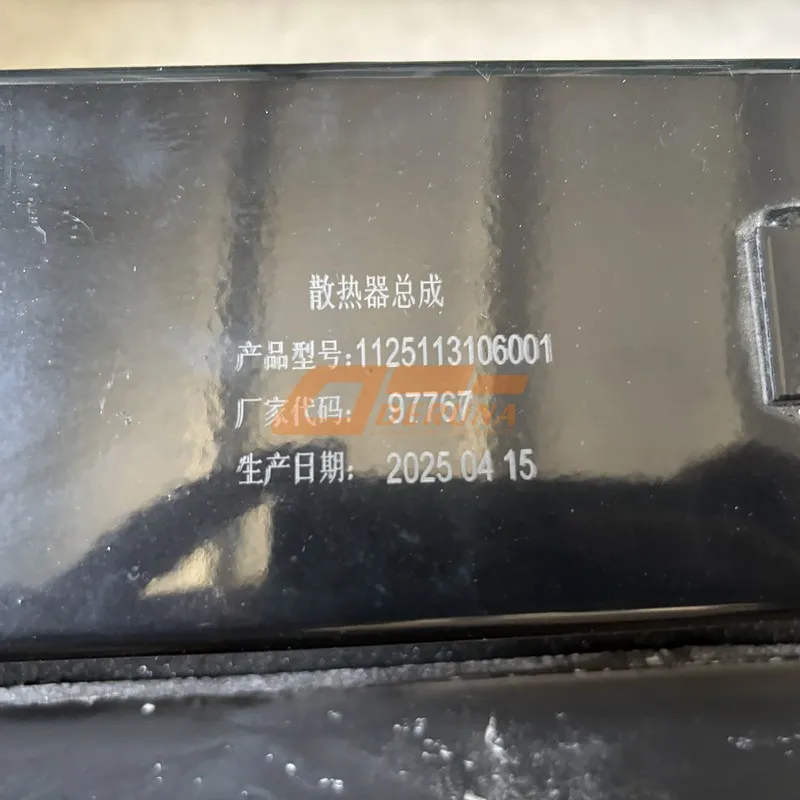 散热器总成
产品型号:1125113106001
厂家代码: 97767
生产日期: 2025 04 15